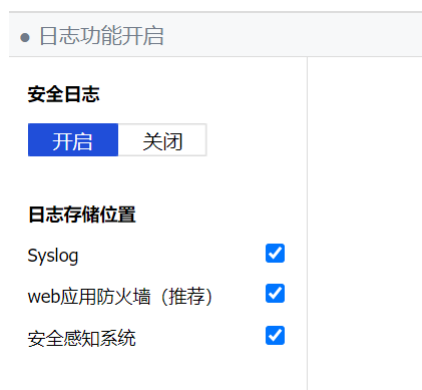 ● 日志功能开启
安全日志
开启 关闭
日志存储位置
Syslog
web应用防火墙（推荐）
安全感知系统